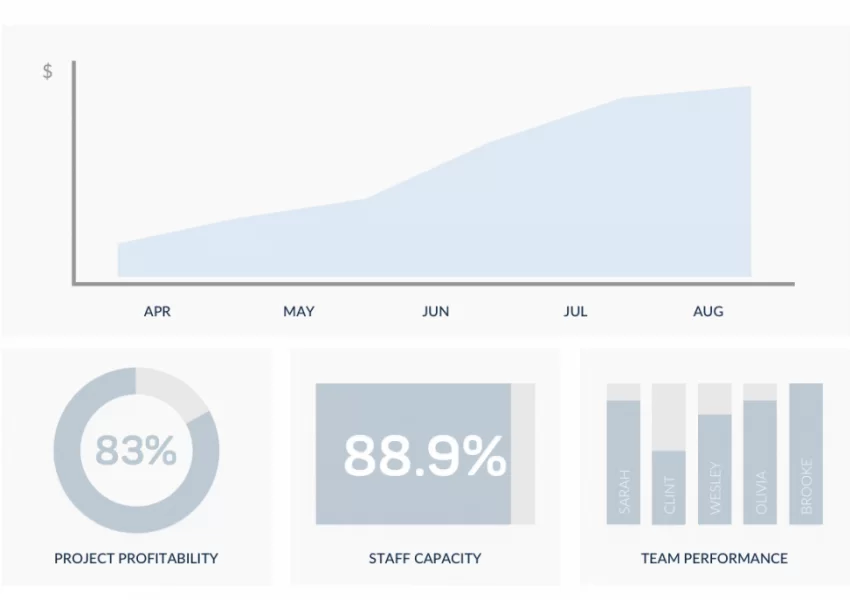 $
APR MAY JUN JUL AUG
83%
PROJECT PROFITABILITY
88.9%
STAFF CAPACITY
SARAH
CLINT
WESLEY
OLIVIA
BROOKE
TEAM PERFORMANCE